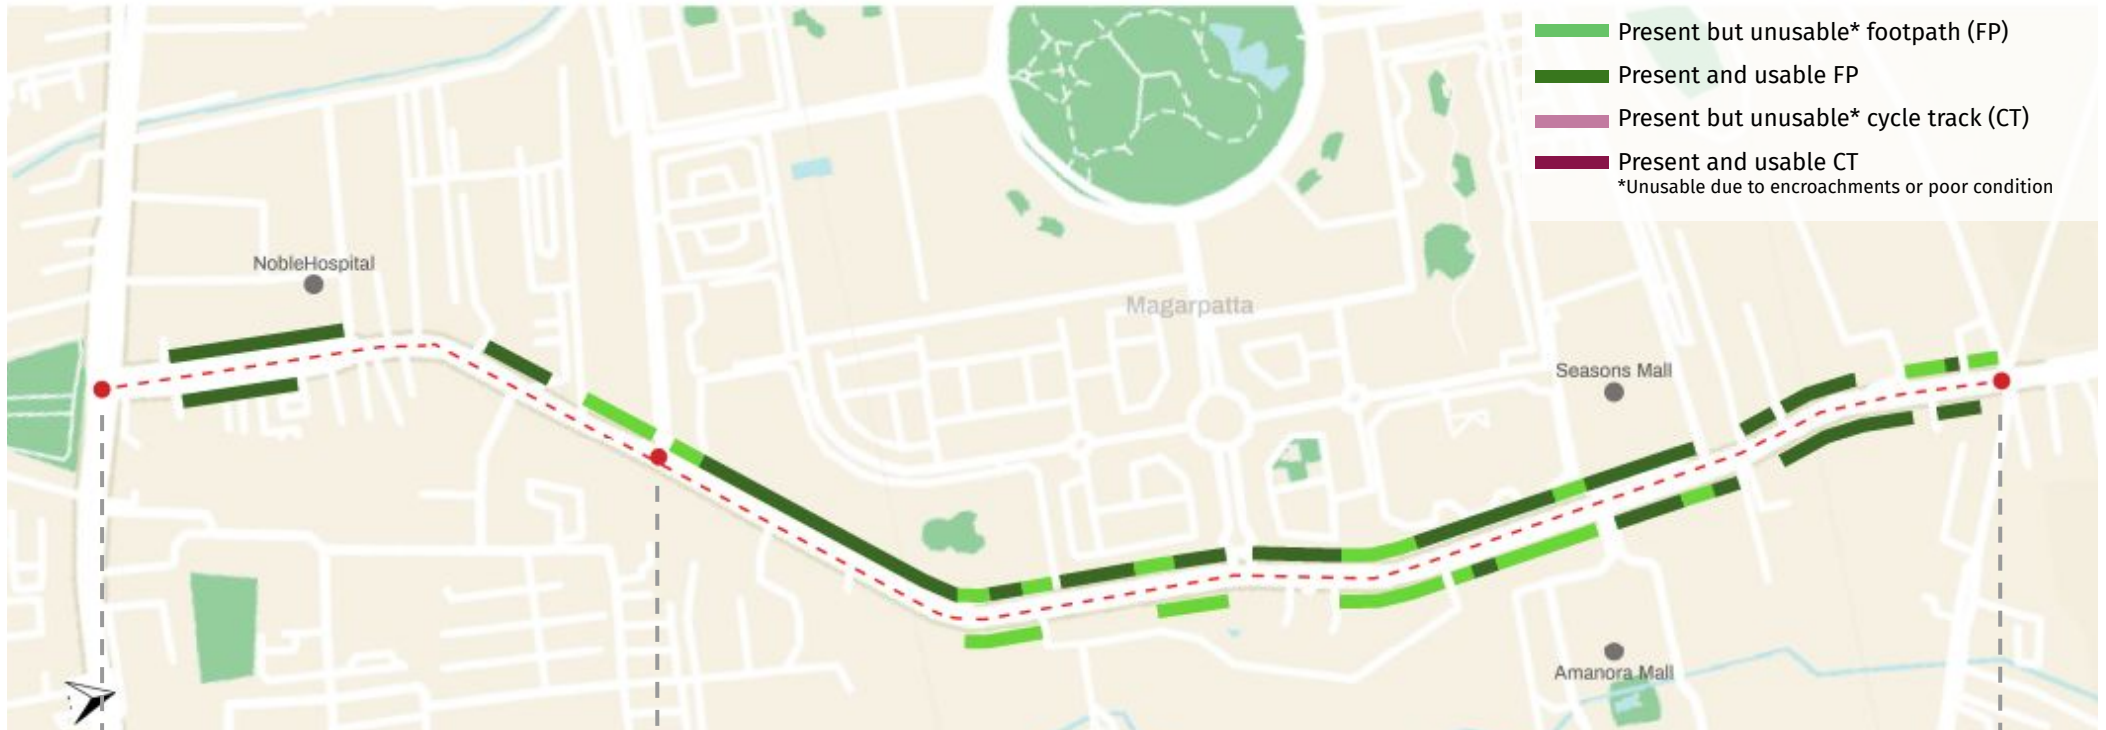 Present but unusable* footpath (FP)
Present and usable FP
Present but unusable* cycle track (CT)
Present and usable CT
*Unusable due to encroachments or poor condition
NobleHospital
Magarpatta
Seasons Mall
Amanora Mall